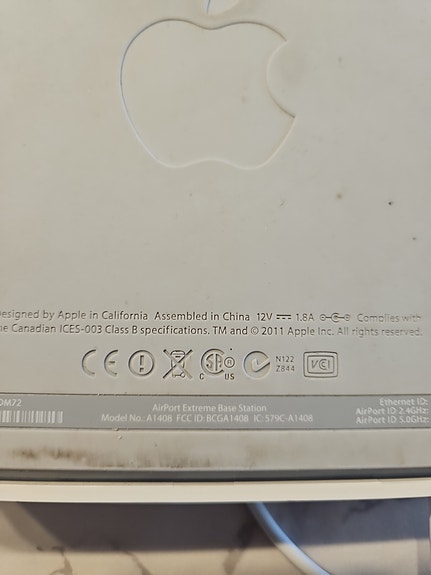 esigned by Apple in California Assembled in China 12V 1.8A Complies with
e Canadian ICES-003 Class B specifications. TM and © 2011 Apple Inc. All rights reserved.
CE C US N122
Z844 VCI
DM72 AirPort Extreme Base Station Ethernet ID:
Model No.: A1408 FCC ID: BCGA1408 IC: 579C-A1408 AirPort ID 2.4GHz:
AirPort ID 5.0GHz: